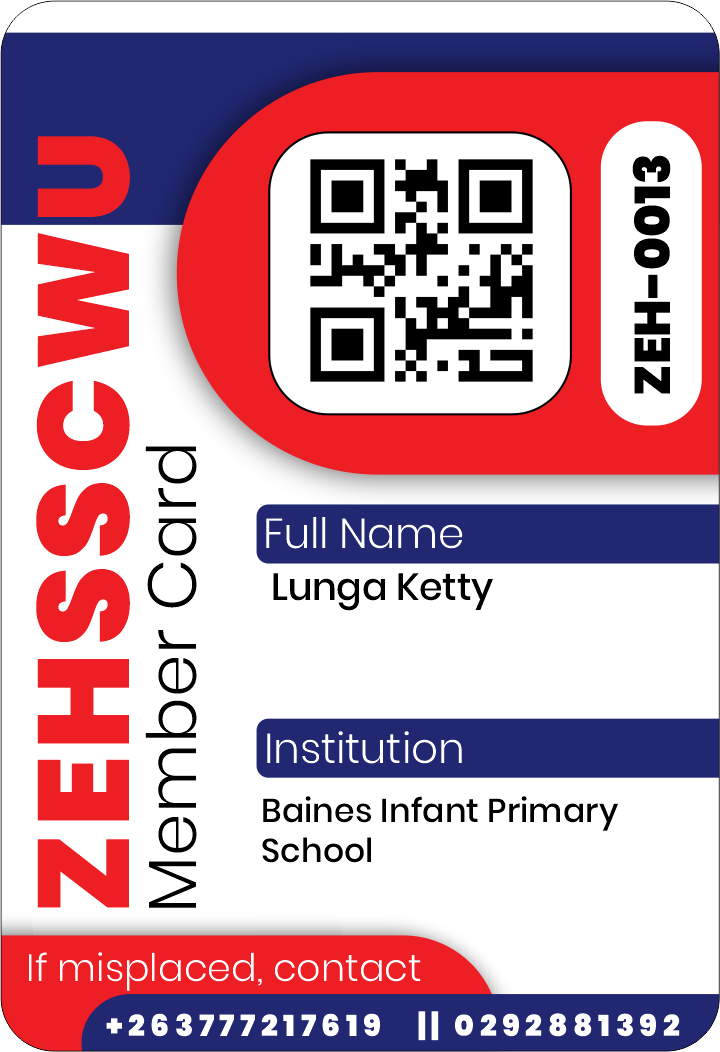 ZEHSSCWU
Member Card
ZEH-0013
Full Name
Lunga Ketty
Institution
Baines Infant Primary
School
If misplaced, contact
+263777217619 || 0292881392